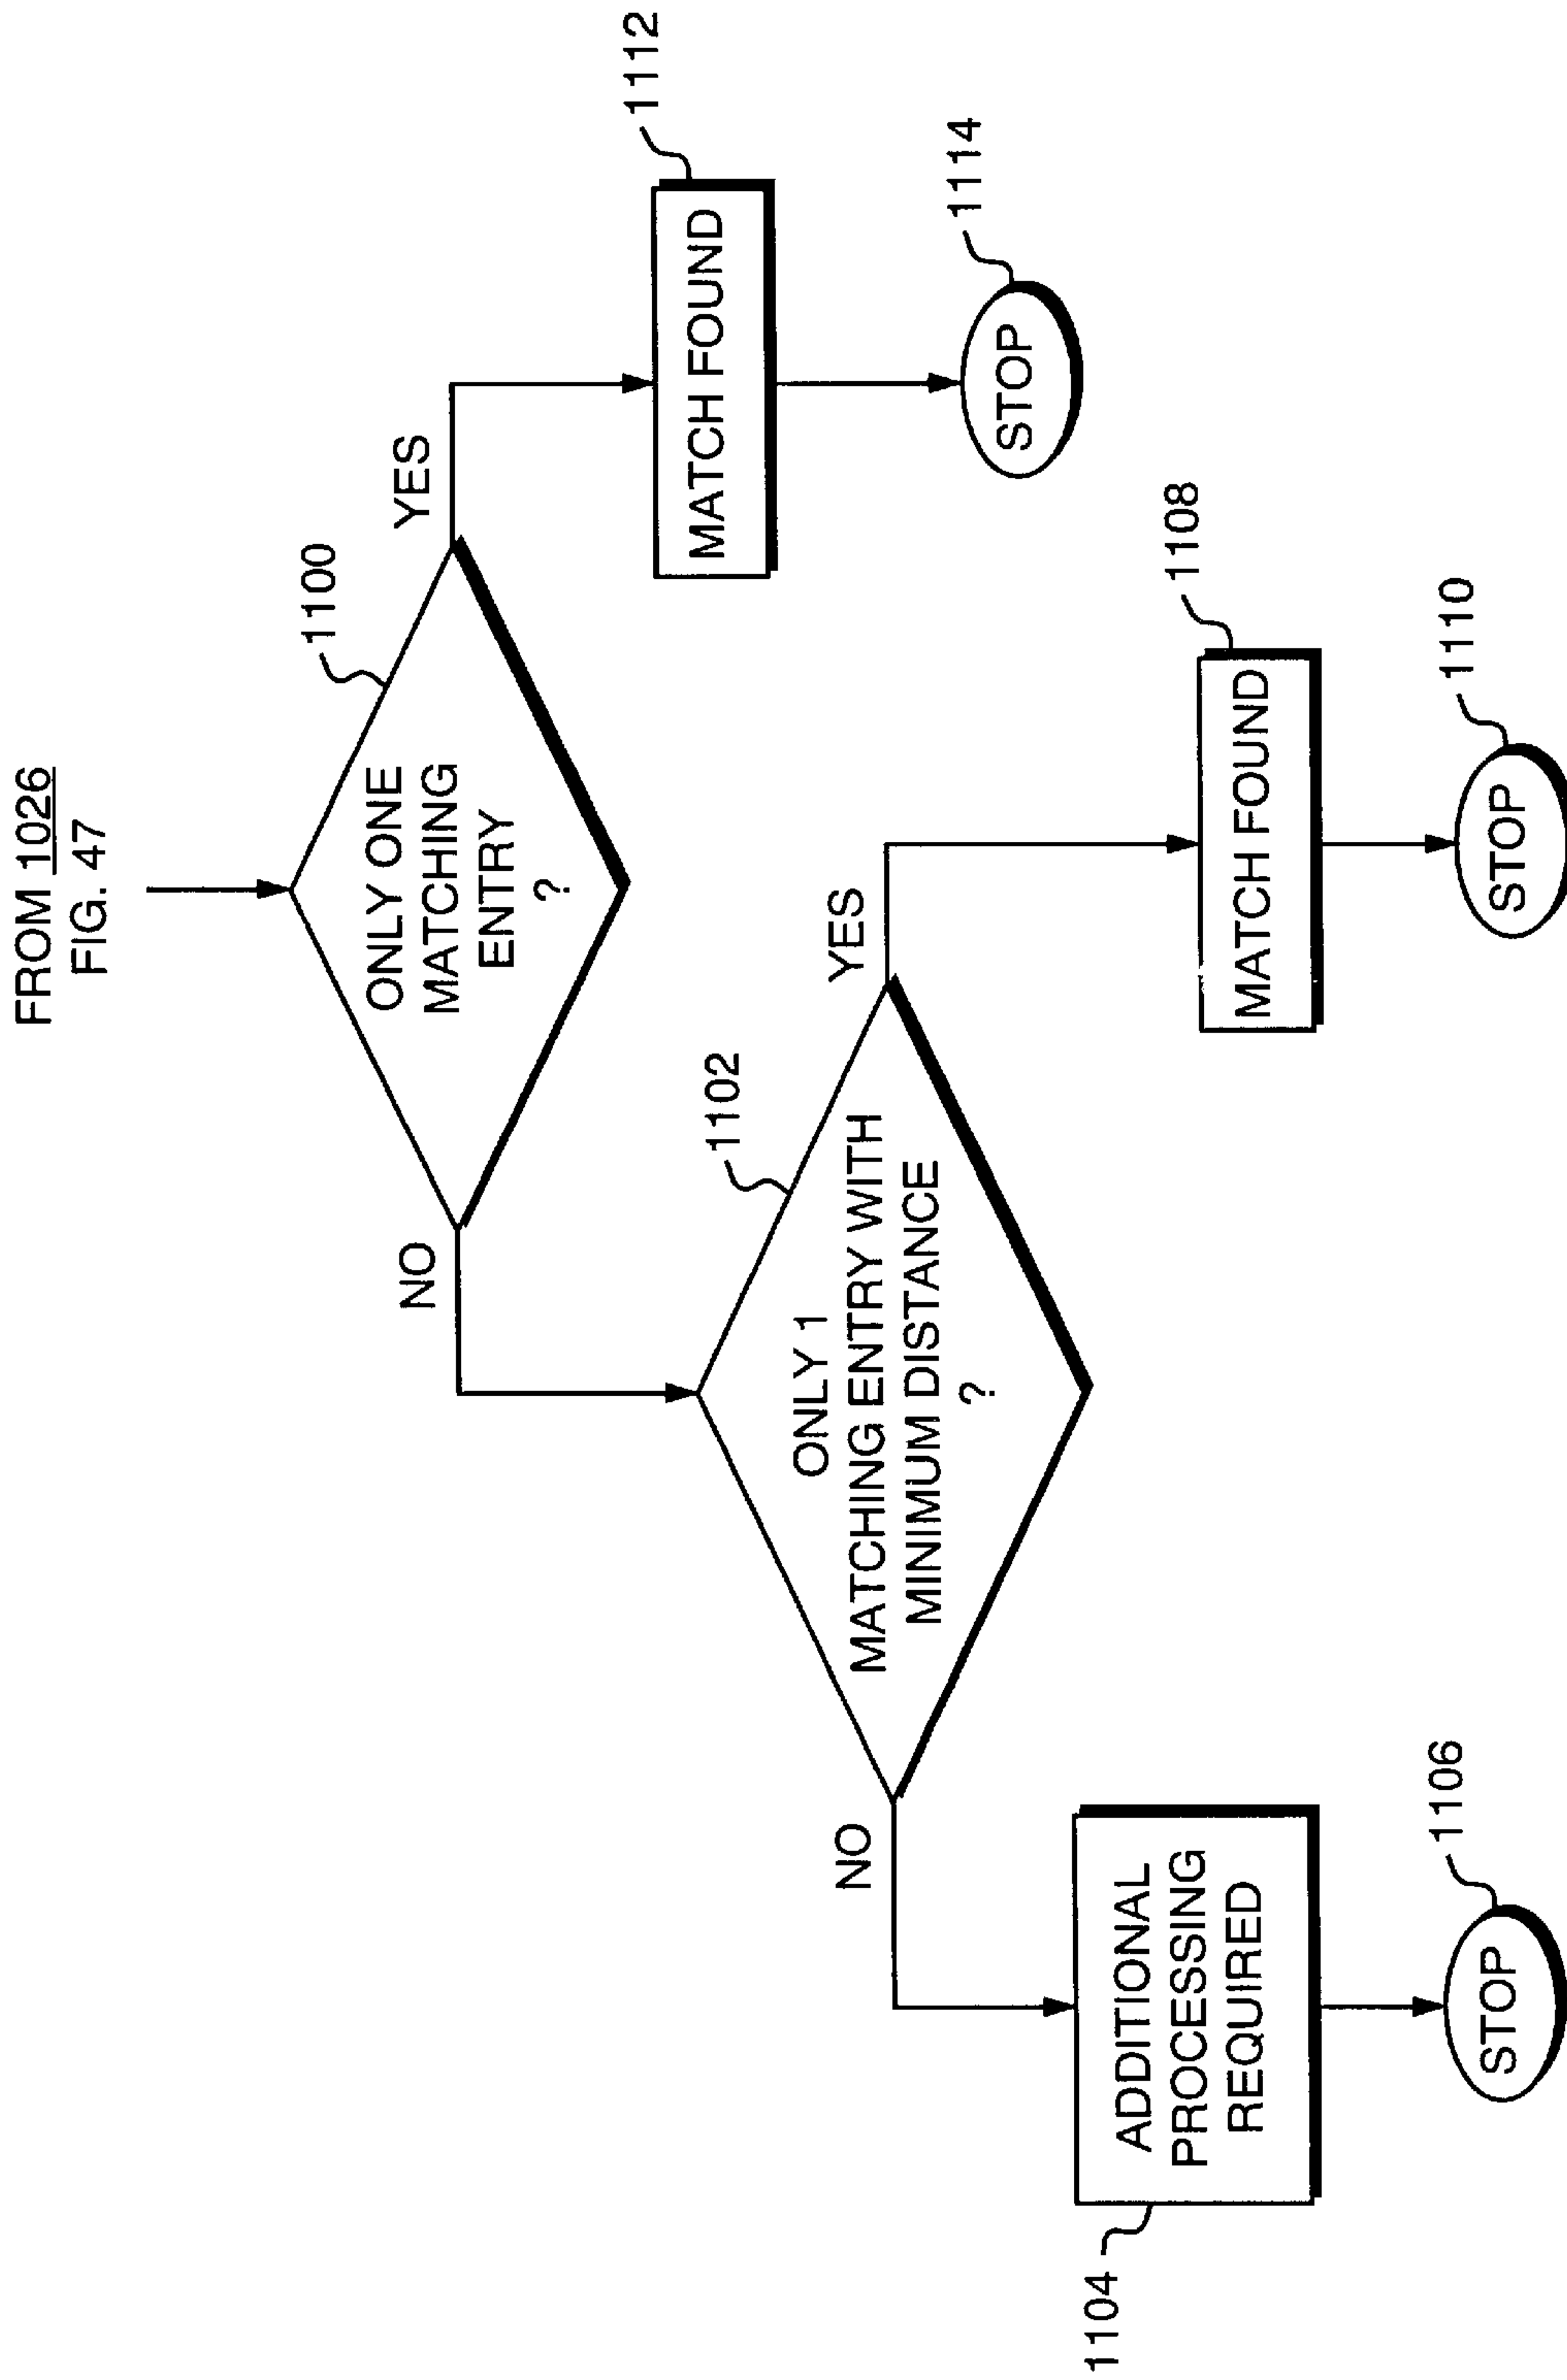 FROM 1026
FIG. 47
1100
ONLY ONE
MATCHING
ENTRY
?
NO
YES
1112
MATCH FOUND
1114
STOP
1102
ONLY 1
MATCHING ENTRY WITH
MINIMUM DISTANCE
?
NO
YES
1104
ADDITIONAL
PROCESSING
REQUIRED
1106
STOP
1108
MATCH FOUND
1110
STOP